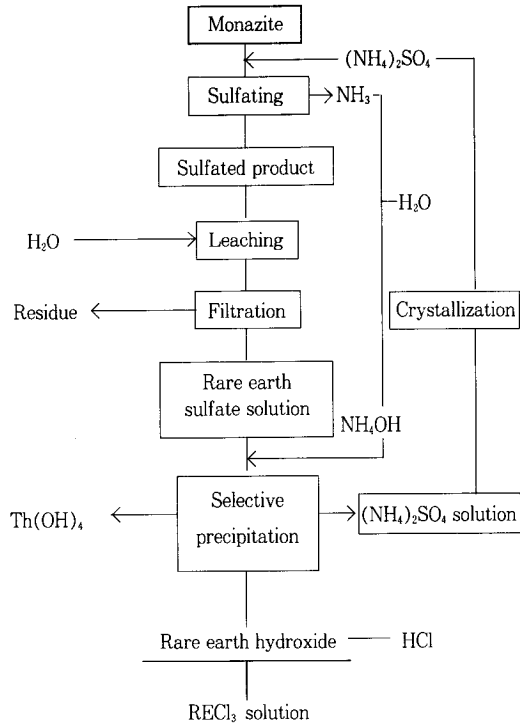 Monazite
(NH₄)₂SO₄
Sulfating
NH₃
Sulfated product
H₂O
H₂O
Leaching
Residue
Filtration
Crystallization
Rare earth
sulfate solution
NH₄OH
Selective
precipitation
Th(OH)₄
(NH₄)₂SO₄ solution
Rare earth hydroxide
HCl
RECl₃ solution